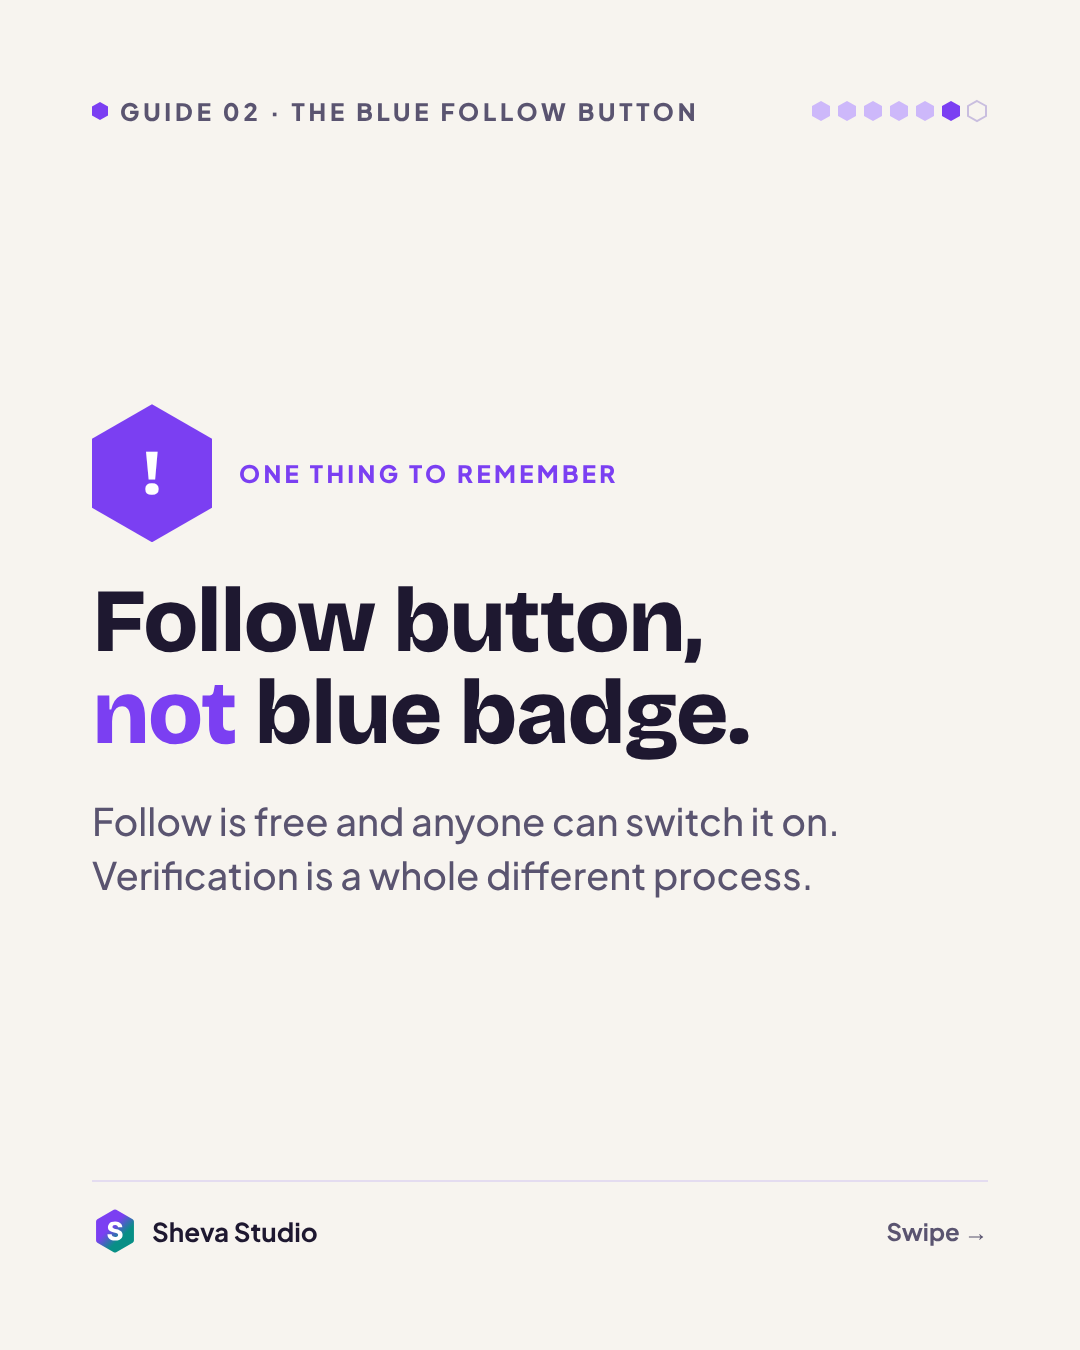 GUIDE 02 · THE BLUE FOLLOW BUTTON
!
ONE THING TO REMEMBER
Follow button,
not blue badge.
Follow is free and anyone can switch it on.
Verification is a whole different process.
S
Sheva Studio
Swipe →